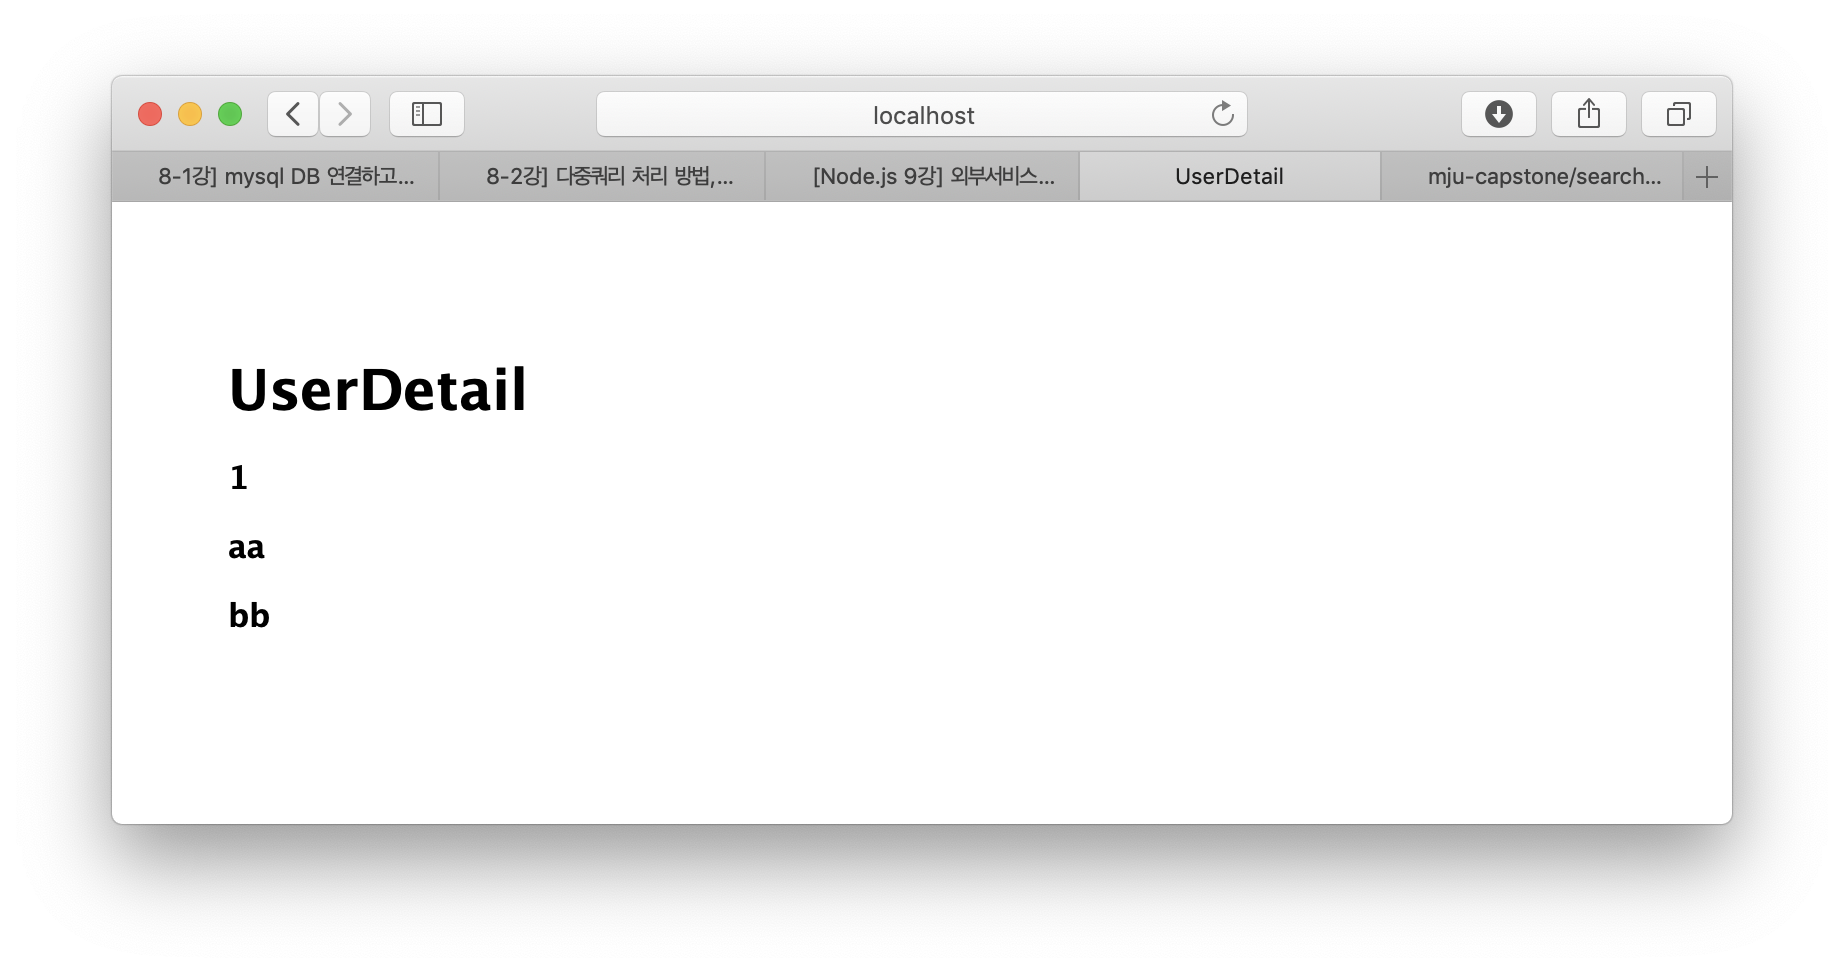 localhost
8-1강] mysql DB 연결하고...
8-2강] 다중쿼리 처리 방법,...
[Node.js 9강] 외부서비스...
UserDetail
mju-capstone/search...
UserDetail
1
aa
bb